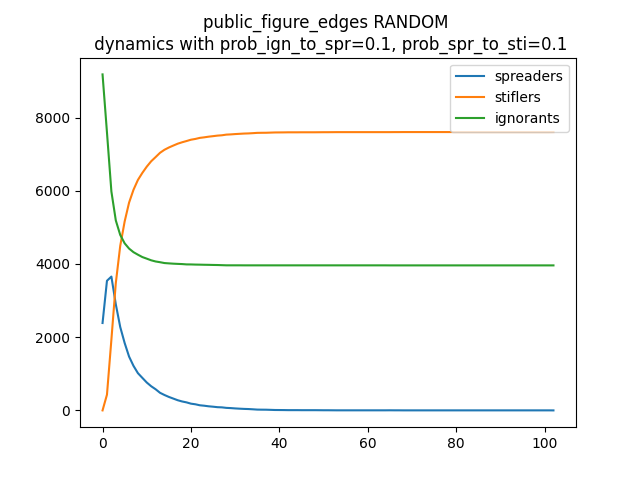 public_figure_edges RANDOM
dynamics with prob_ign_to_spr=0.1, prob_spr_to_sti=0.1
spreaders
stiflers
ignorants
8000
6000
4000
2000
0
0 20 40 60 80 100